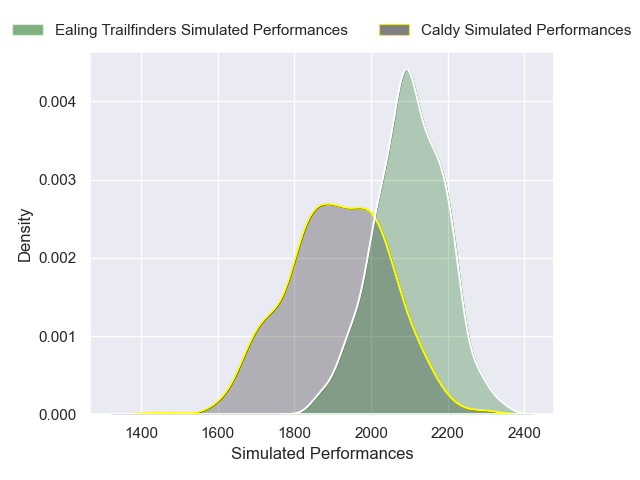 Ealing Trailfinders Simulated Performances Caldy Simulated Performances
0.004
0.003
0.002
0.001
0.000
Density
1400 1600 1800 2000 2200 2400
Simulated Performances